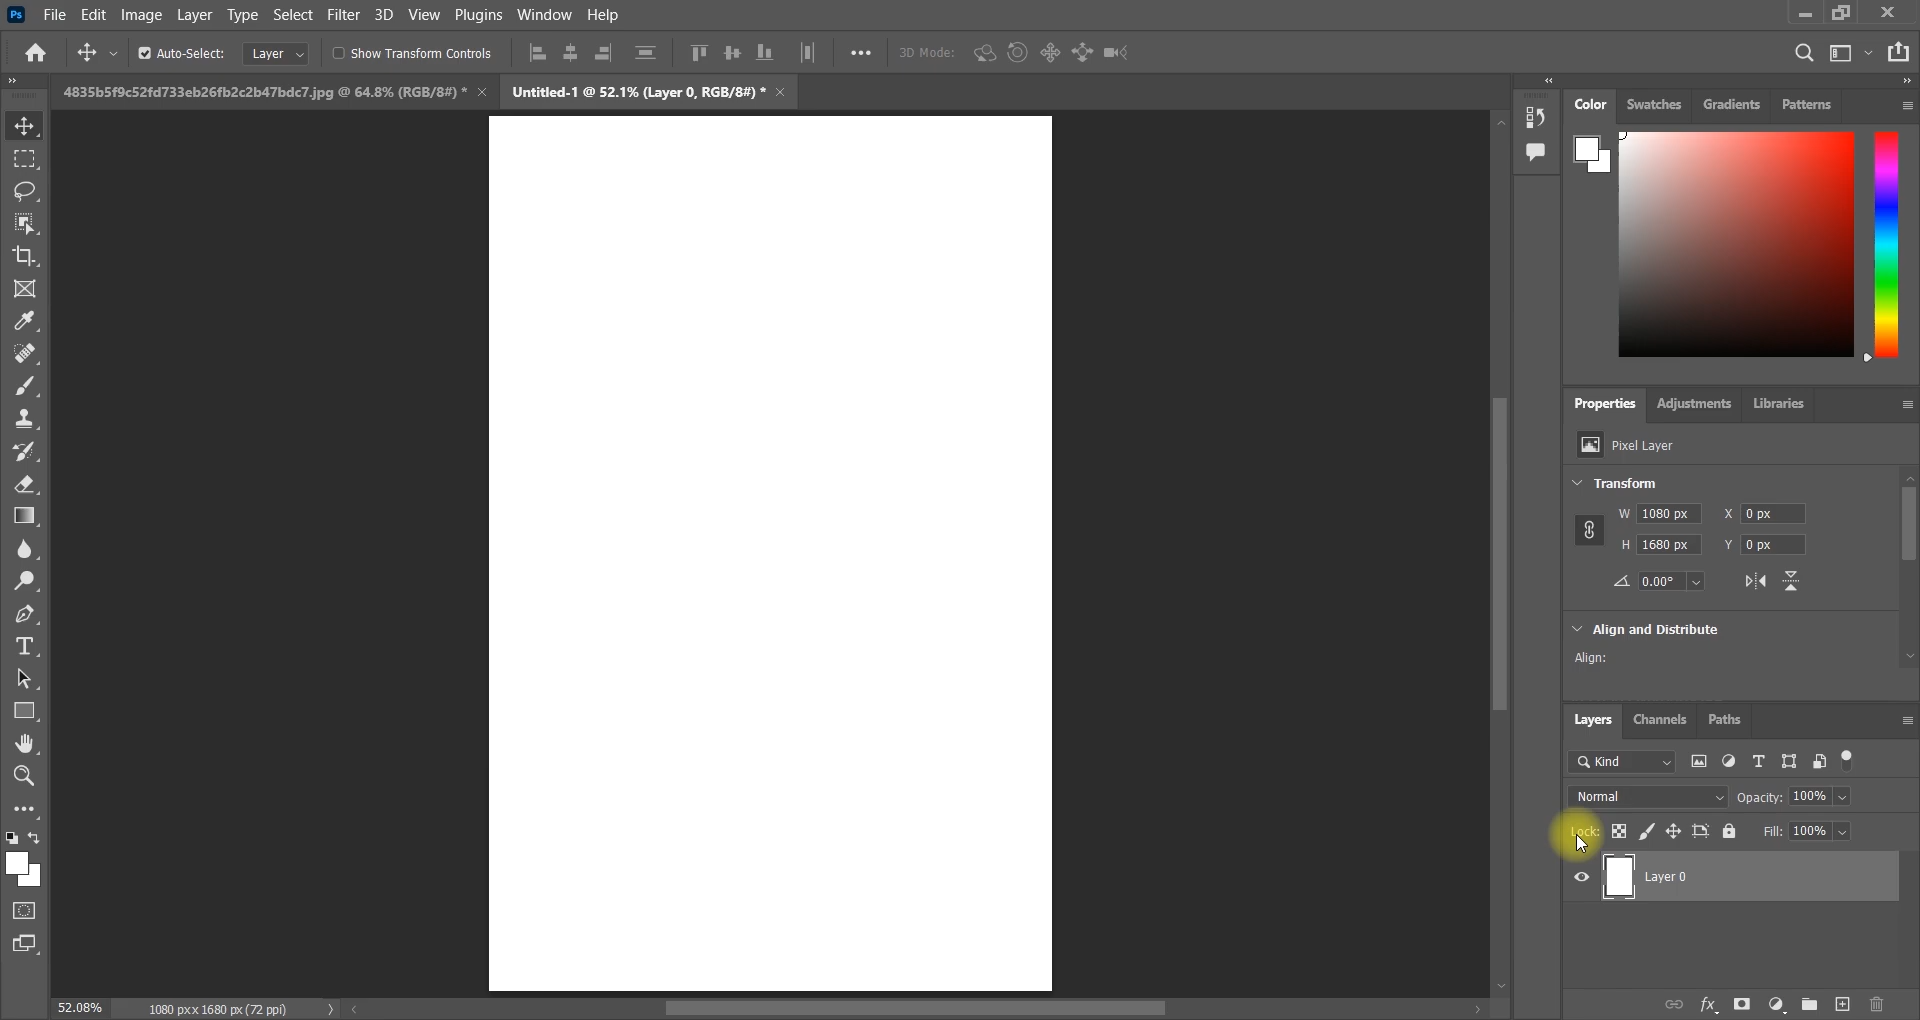 Ps File Edit Image Layer Type Select Filter 3D View Plugins Window Help
Auto-Select: Layer Show Transform Controls 3D Mode:
4835b5f9c52fd733eb26fb2c2b47bdc7.jpg @ 64.8% (RGB/8#) * Untitled-1 @ 52.1% (Layer 0, RGB/8#) *
Color Swatches Gradients Patterns
Properties Adjustments Libraries
Pixel Layer
Transform
W 1080 px X 0 px
H 1680 px Y 0 px
0.00°
Align and Distribute
Align:
Layers Channels Paths
Kind
Normal Opacity: 100%
Lock: Fill: 100%
Layer 0
52.08% 1080 px x 1680 px (72 ppi)
fx